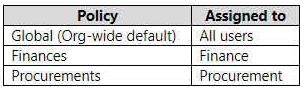 Policy Assigned to
Global (Org-wide default) All users
Finances Finance
Procurements Procurement